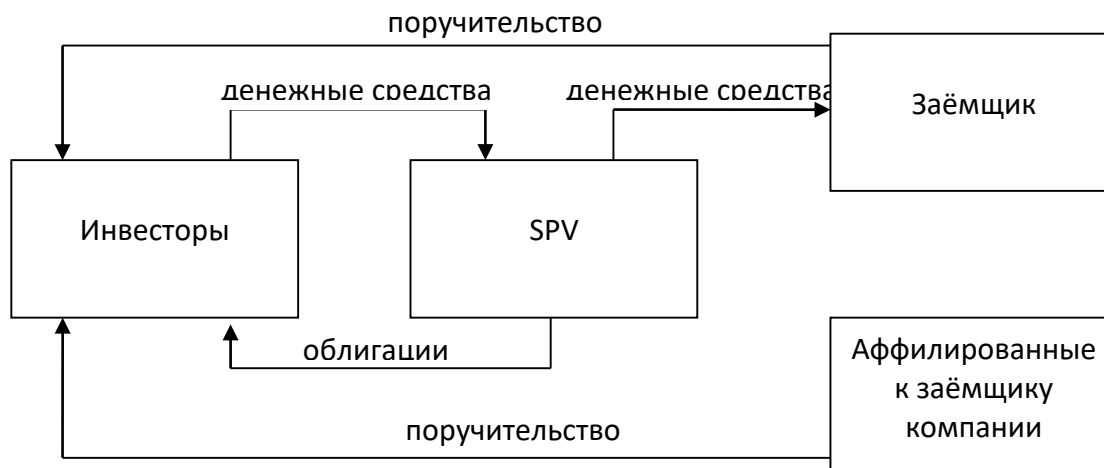 поручительство
денежные средства
денежные средства
Заёмщик
Инвесторы
SPV
облигации
Аффилированные
к заёмщику
компании
поручительство